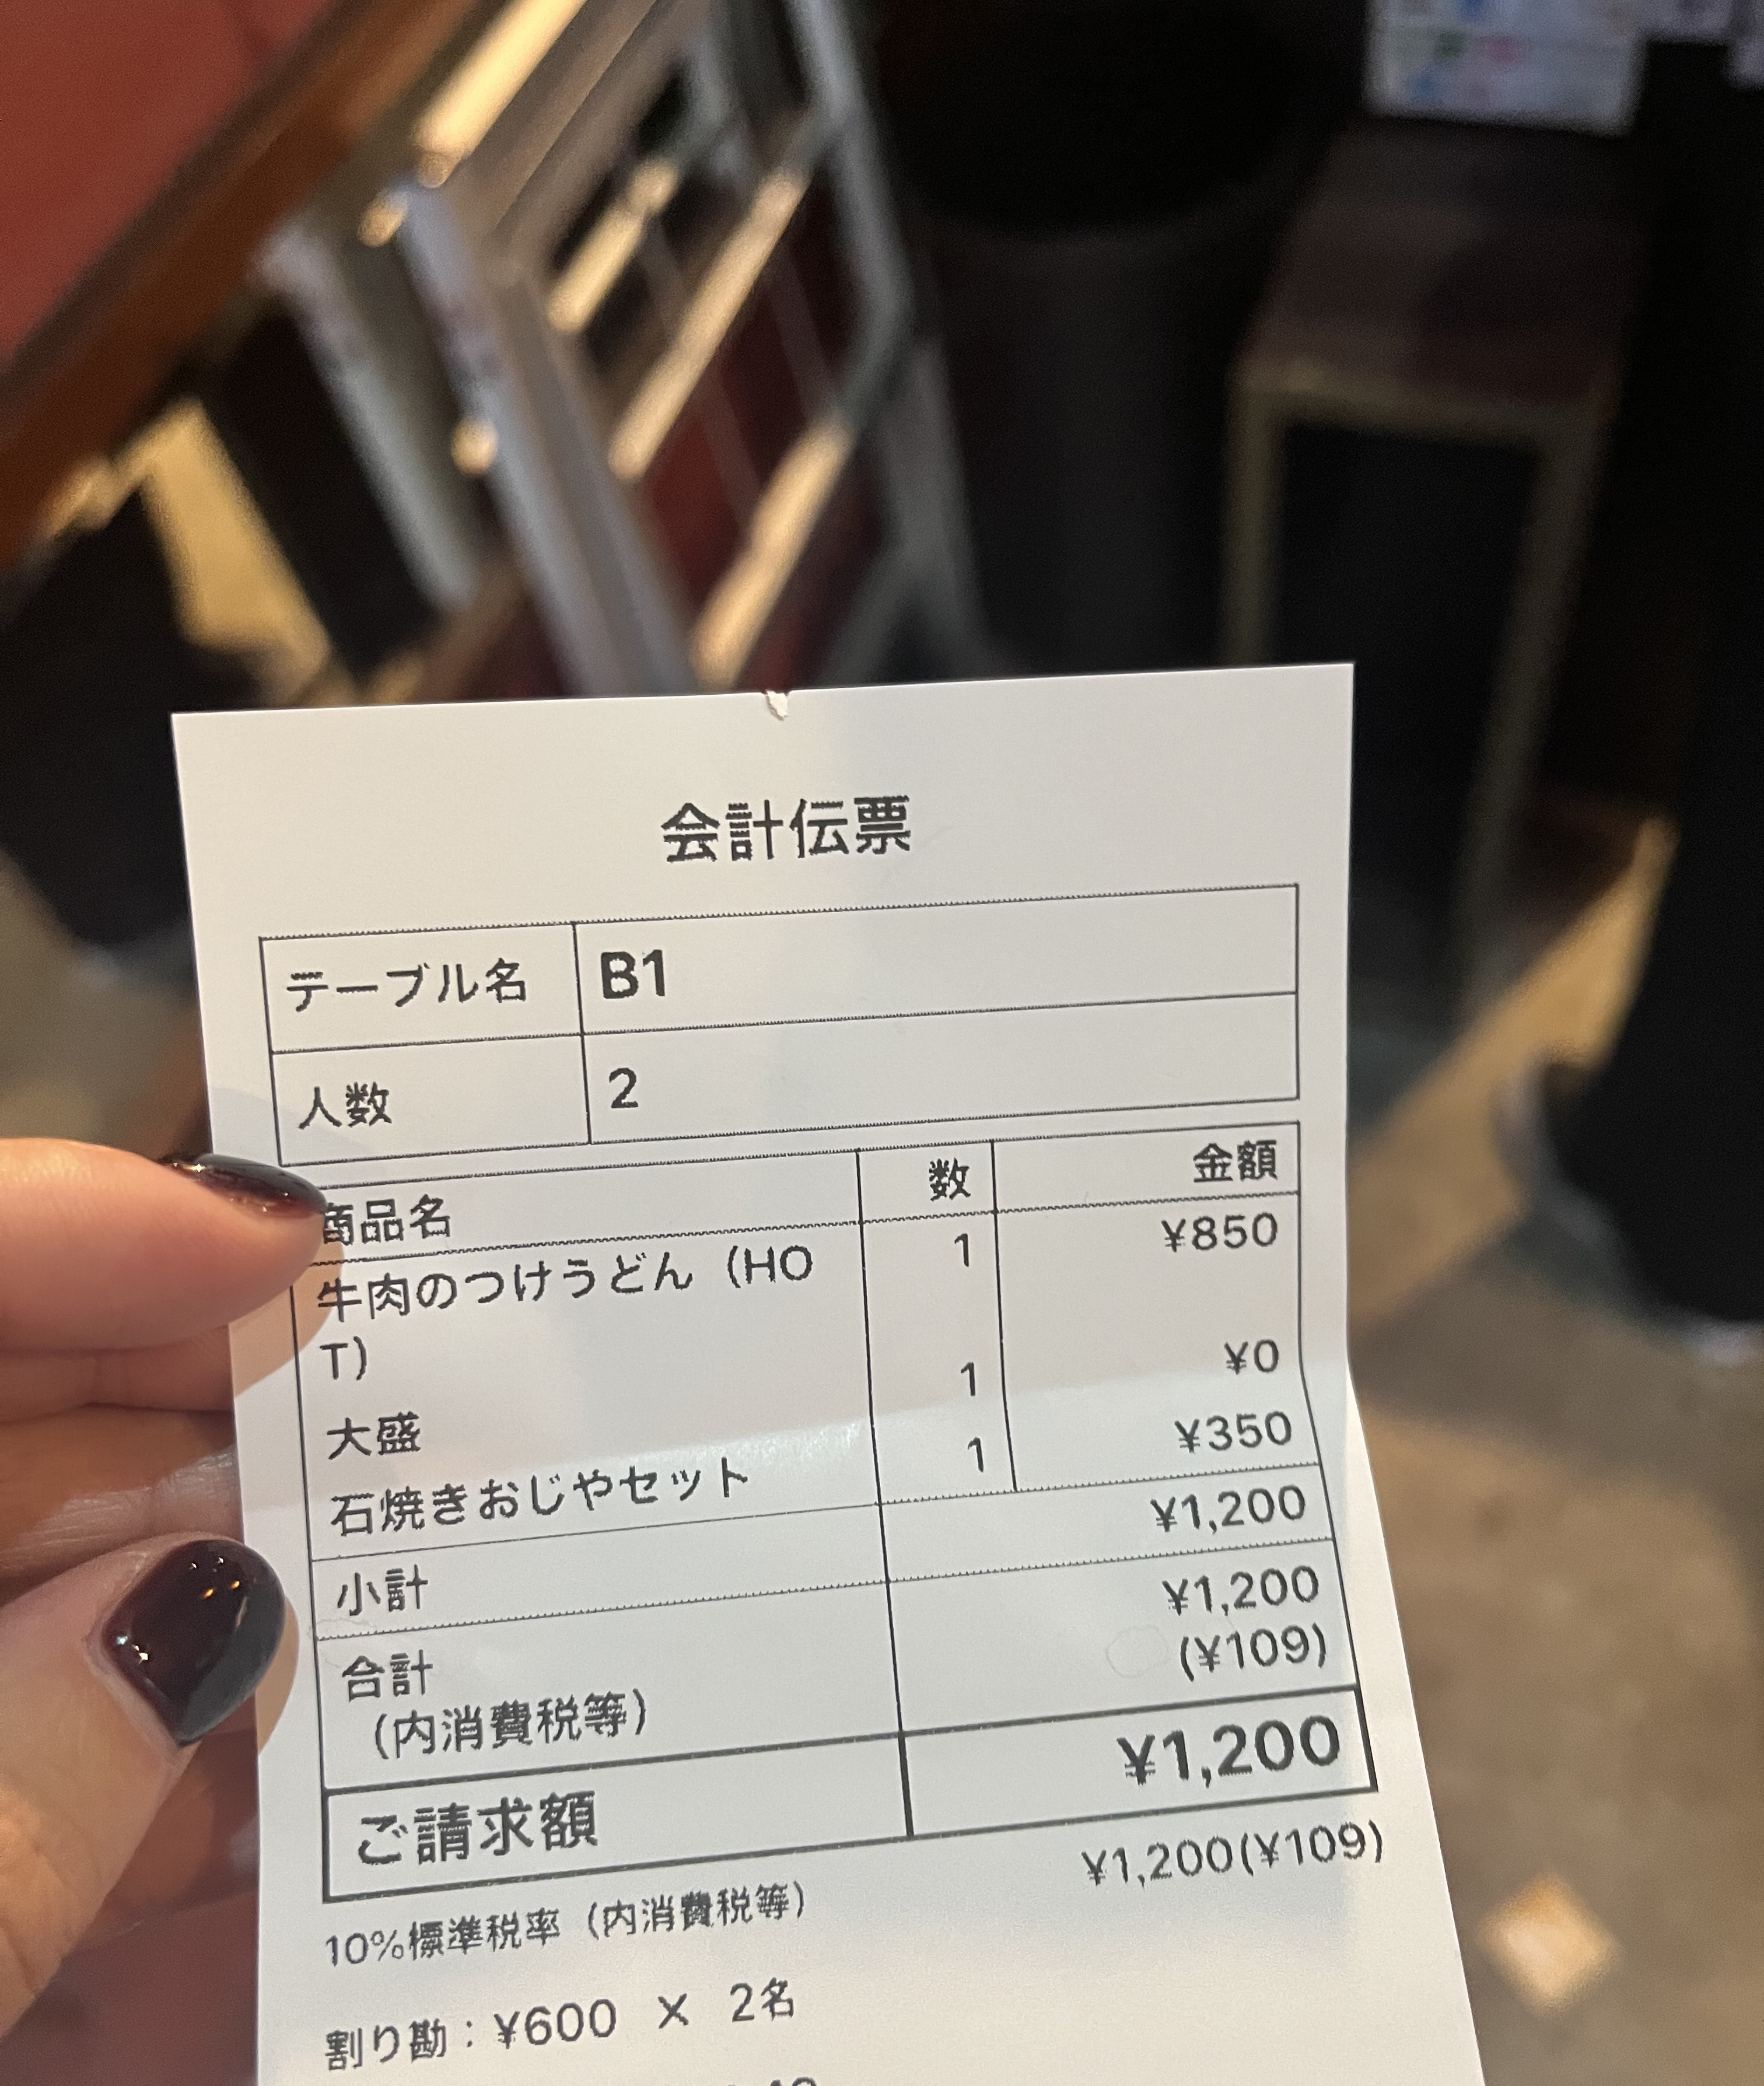 会計伝票
テーブル名 B1
人数 2
商品名 数 金額
牛肉のつけうどん（HO 1 ¥850
T）
大盛 1 ¥0
石焼きおじやセット 1 ¥350
小計 ¥1,200
合計 ¥1,200
（内消費税等） (¥109)
ご請求額 ¥1,200
10%標準税率（内消費税等） ¥1,200(¥109)
割り勘：¥600 × 2名